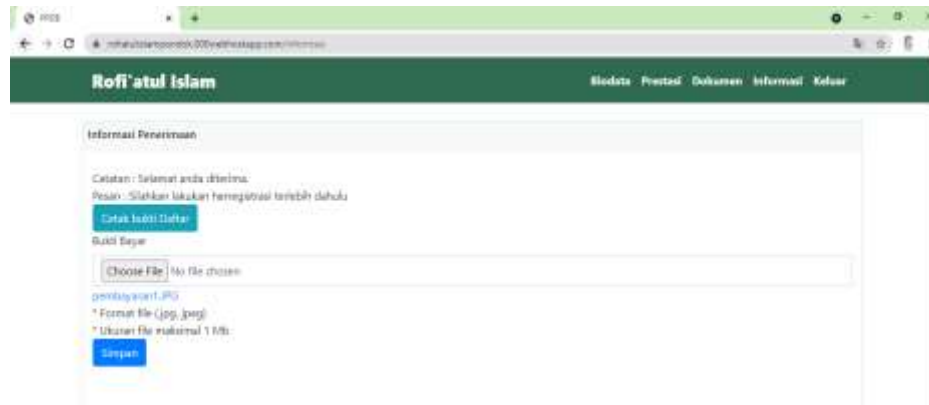 PPDB
Rofi'atul Islam
Biodata Prestasi Dokumen Informasi Keluar
Informasi Penerimaan
Catatan : Selamat anda diterima.
Pesan : Silahkan lakukan herregistrasi terlebih dahulu
Cetak bukti Daftar
Bukti Bayar
Choose File No file chosen
pembayaran1.JPG
* Format file (.jpg, .jpeg)
* Ukuran file maksimal 1 Mb
Simpan